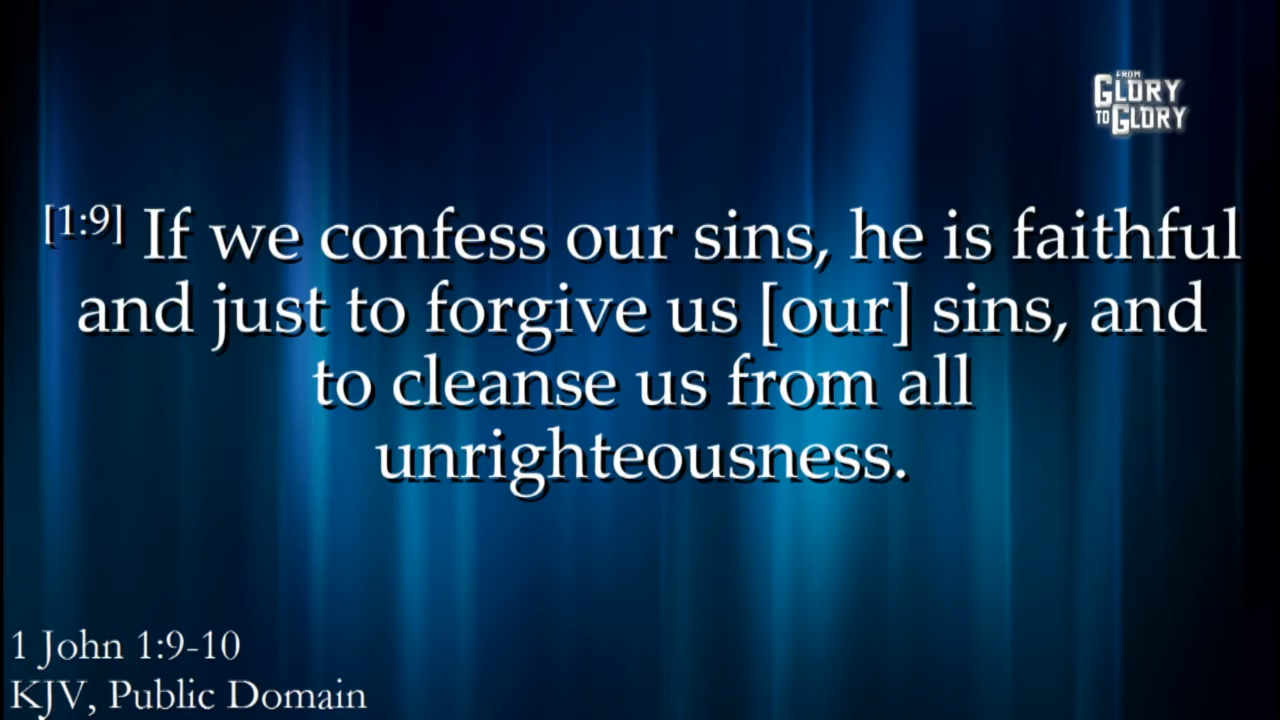 FROM
GLORY
TO GLORY
[1:9] If we confess our sins, he is faithful
and just to forgive us [our] sins, and
to cleanse us from all
unrighteousness.
1 John 1:9-10
KJV, Public Domain